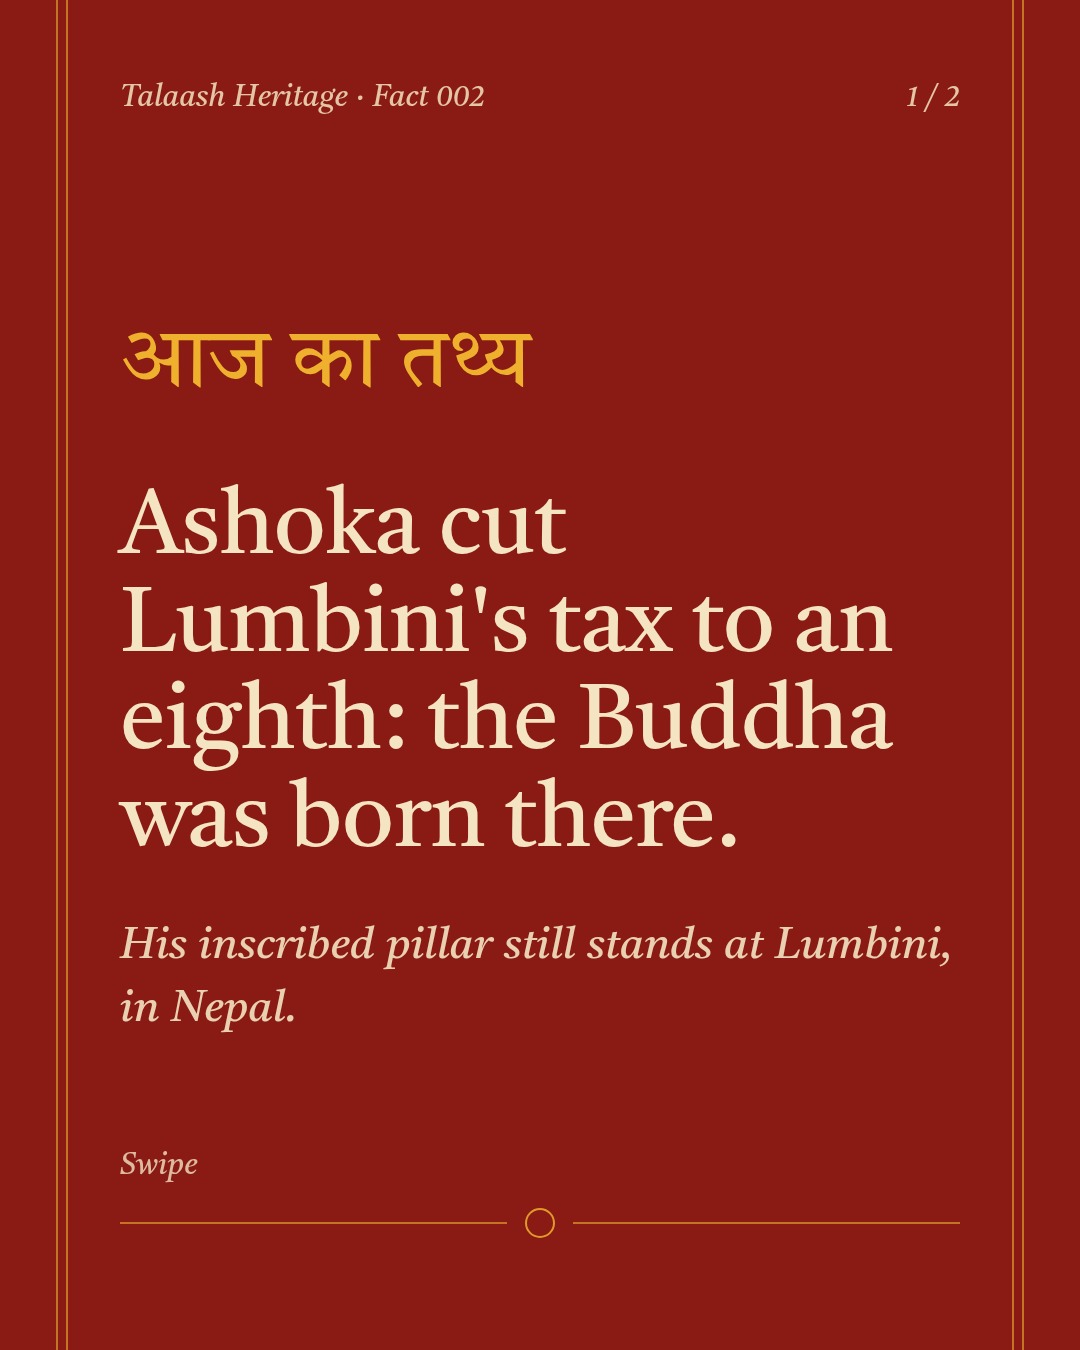 Talaash Heritage · Fact 002
1 / 2
आज का तथ्य
Ashoka cut
Lumbini's tax to an
eighth: the Buddha
was born there.
His inscribed pillar still stands at Lumbini,
in Nepal.
Swipe